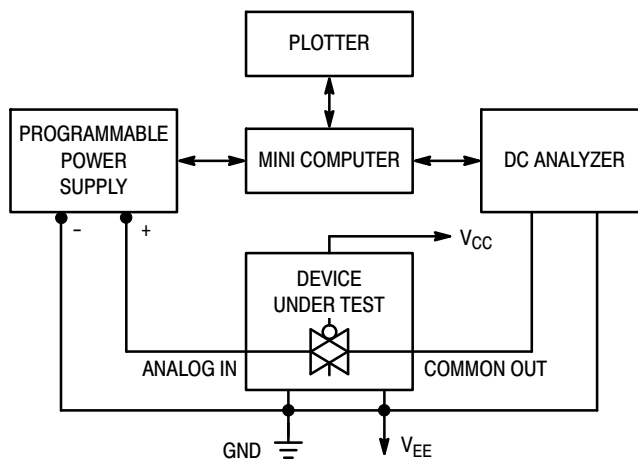 PLOTTER
PROGRAMMABLE
POWER
SUPPLY
MINI COMPUTER
DC ANALYZER
− +
VCC
DEVICE
UNDER TEST
ANALOG IN
COMMON OUT
GND
VEE